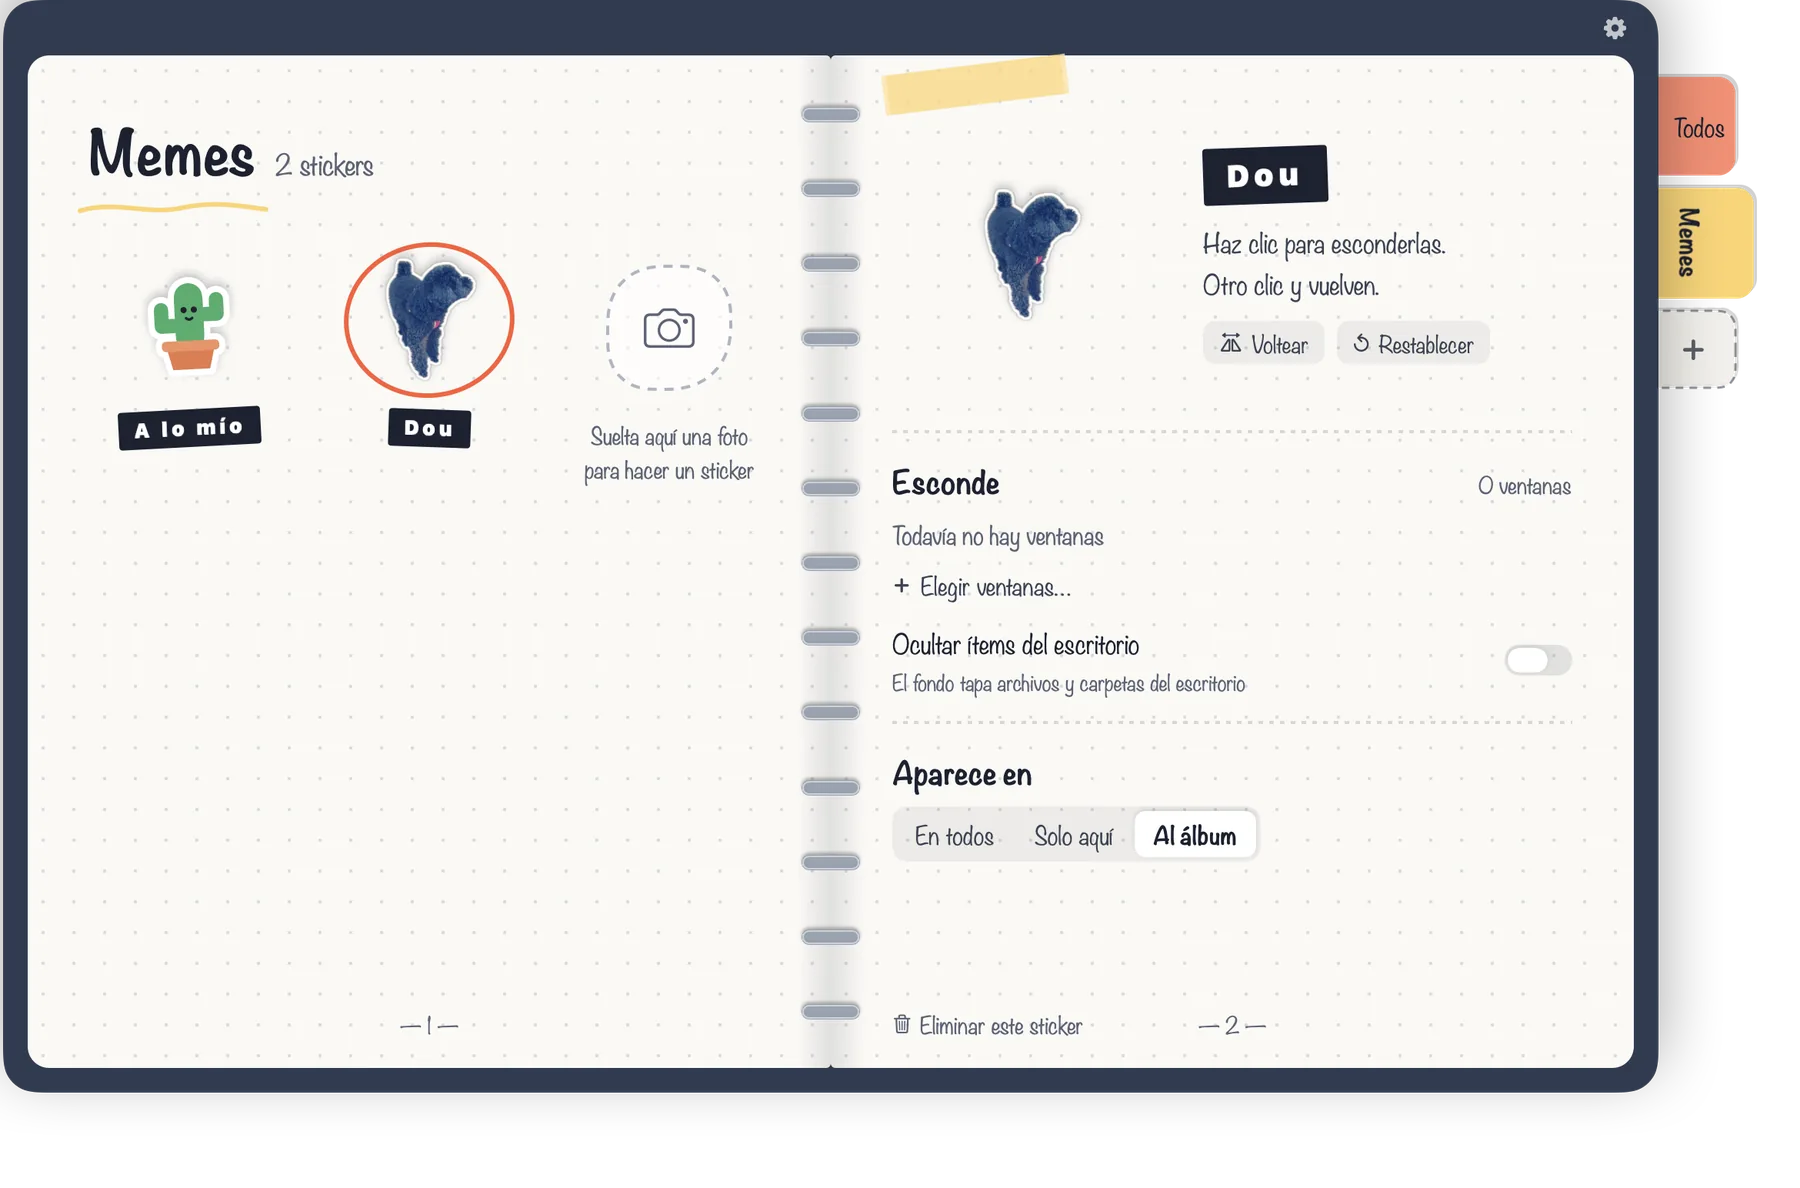 Memes 2 stickers
A lo mío
Dou
Suelta aquí una foto
para hacer un sticker
—1—
Dou
Haz clic para esconderlas.
Otro clic y vuelven.
Voltear
Restablecer
Esconde
0 ventanas
Todavía no hay ventanas
+ Elegir ventanas...
Ocultar ítems del escritorio
El fondo tapa archivos y carpetas del escritorio
Aparece en
En todos
Solo aquí
Al álbum
Eliminar este sticker
—2—
Todos
Memes
+